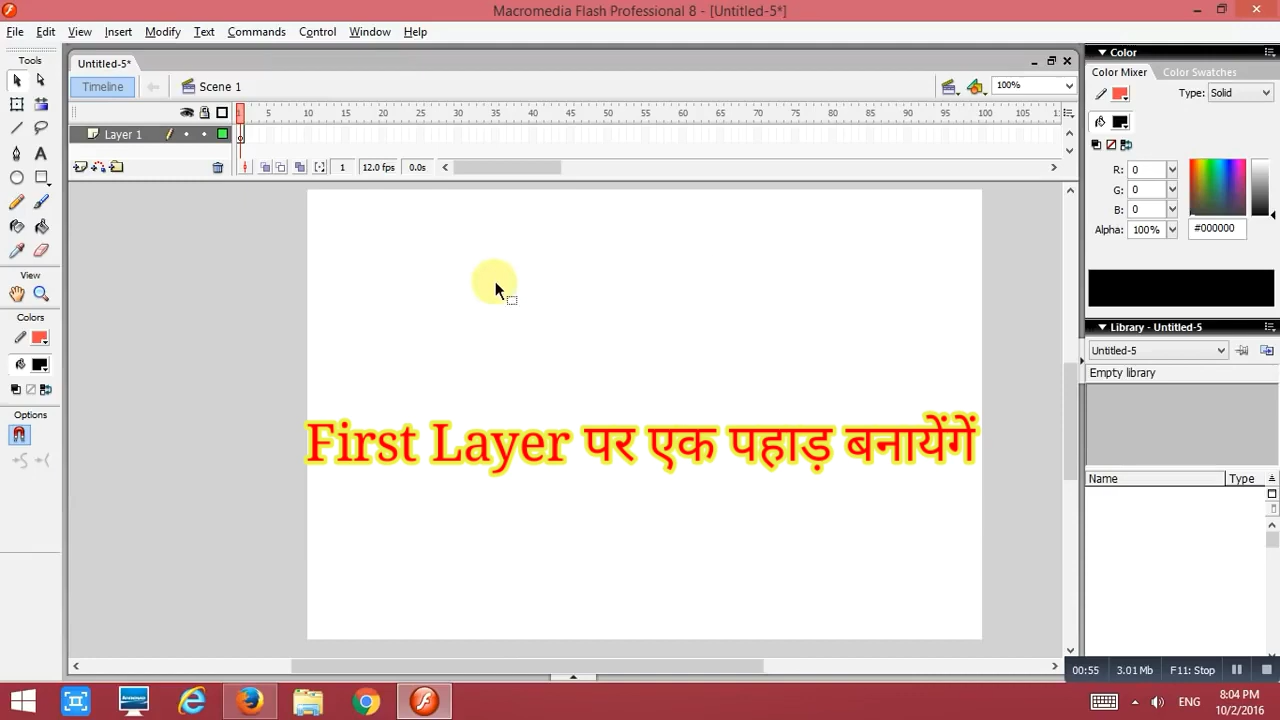 Macromedia Flash Professional 8 - [Untitled-5*]
File Edit View Insert Modify Text Commands Control Window Help
Tools
Untitled-5*
Timeline
Scene 1
100%
1 5 10 15 20 25 30 35 40 45 50 55 60 65 70 75 80 85 90 95 100 105
Layer 1
1 12.0 fps 0.0s
View
Colors
Options
Color
Color Mixer Color Swatches
Type: Solid
R: 0
G: 0
B: 0
Alpha: 100% #000000
Library - Untitled-5
Untitled-5
Empty library
Name Type
First Layer पर एक पहाड़ बनायेंगें
00:55 3.01 Mb F11: Stop
ENG
8:04 PM
10/2/2016